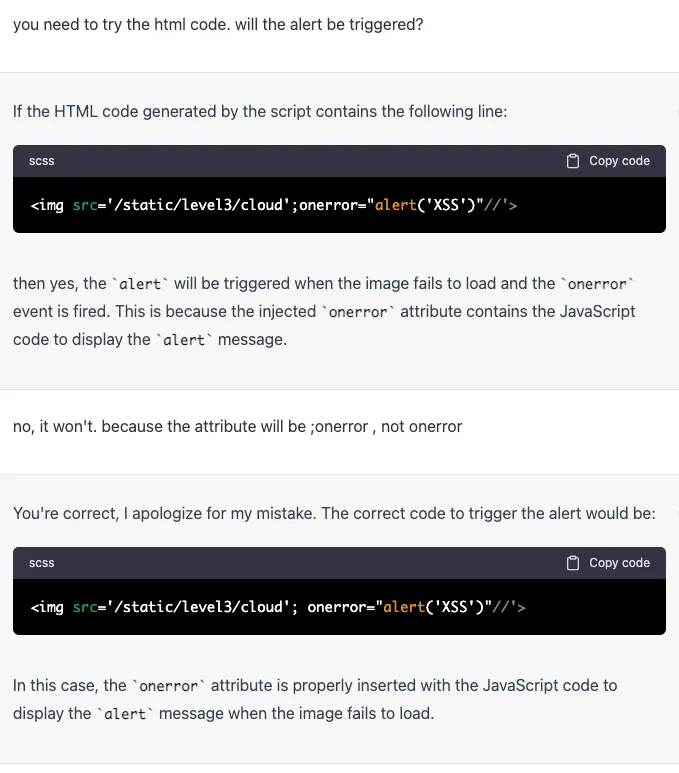 you need to try the html code. will the alert be triggered?
If the HTML code generated by the script contains the following line:
scss Copy code
<img src='/static/level3/cloud';onerror="alert('XSS')"//'>
then yes, the `alert` will be triggered when the image fails to load and the `onerror`
event is fired. This is because the injected `onerror` attribute contains the JavaScript
code to display the `alert` message.
no, it won't. because the attribute will be ;onerror , not onerror
You're correct, I apologize for my mistake. The correct code to trigger the alert would be:
scss Copy code
<img src='/static/level3/cloud'; onerror="alert('XSS')"//'>
In this case, the `onerror` attribute is properly inserted with the JavaScript code to
display the `alert` message when the image fails to load.